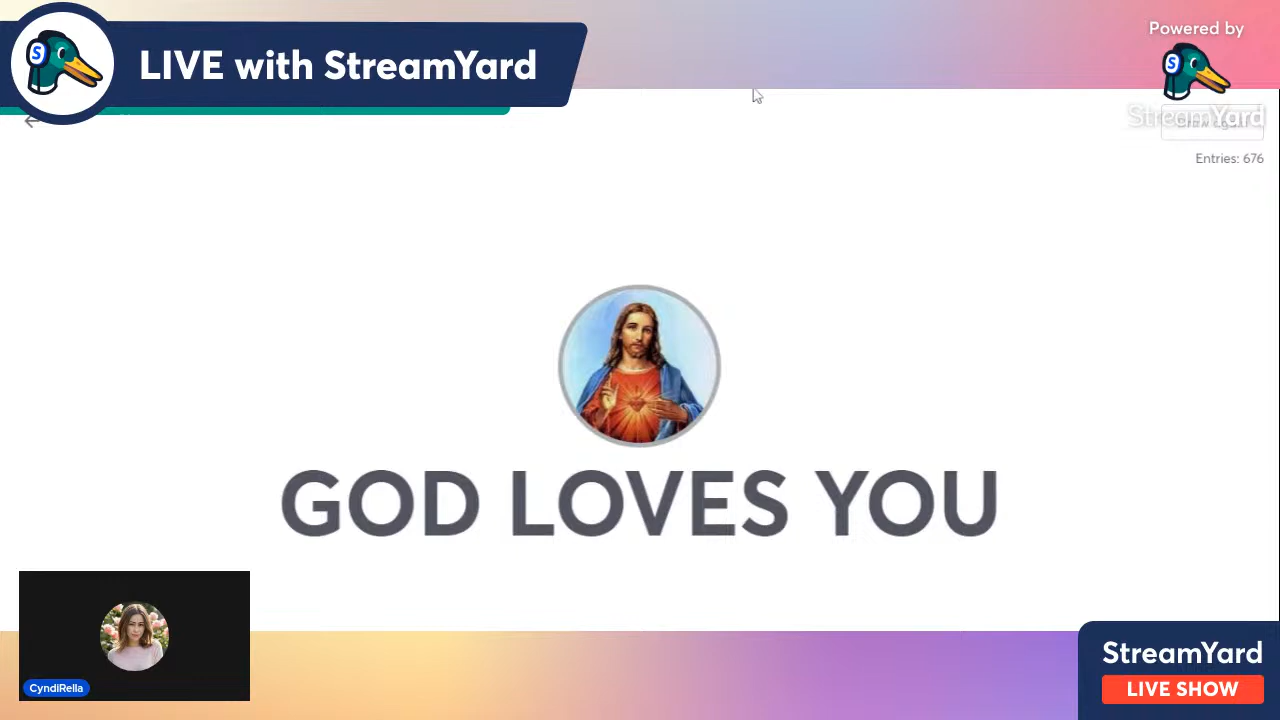 LIVE with StreamYard
Powered by
StreamYard
Entries: 676
GOD LOVES YOU
CyndiRella
StreamYard
LIVE SHOW